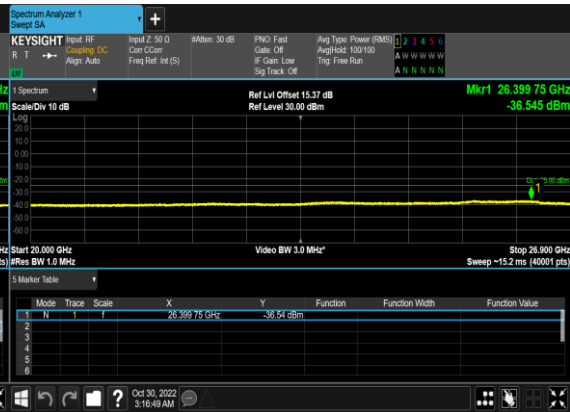 Spectrum Analyzer 1
Swept SA
+
KEYSIGHT
R T
Input: RF
Coupling: DC
Align: Auto
Input Z: 50 Ω
Corr CCorr
Freq Ref: Int (S)
#Atten: 30 dB
PNO: Fast
Gate: Off
IF Gain: Low
Sig Track: Off
Avg Type: Power (RMS)
Avg|Hold: 100/100
Trig: Free Run
1 2 3 4 5 6
A W W W W W
A N N N N N
1 Spectrum
Scale/Div 10 dB
Log
Ref Lvl Offset 15.37 dB
Ref Level 30.00 dBm
Mkr1 26.399 75 GHz
-36.545 dBm
20.0
10.0
0.00
-10.0
-20.0
-30.0
-40.0
-50.0
-60.0
1
Start 20.000 GHz
#Res BW 1.0 MHz
Video BW 3.0 MHz*
Stop 26.900 GHz
Sweep ~15.2 ms (40001 pts)
5 Marker Table
Mode Trace Scale X Y Function Function Width Function Value
1 N 1 f 26.399 75 GHz -36.54 dBm
2
3
4
5
6
?
Oct 30, 2022
3:16:49 AM